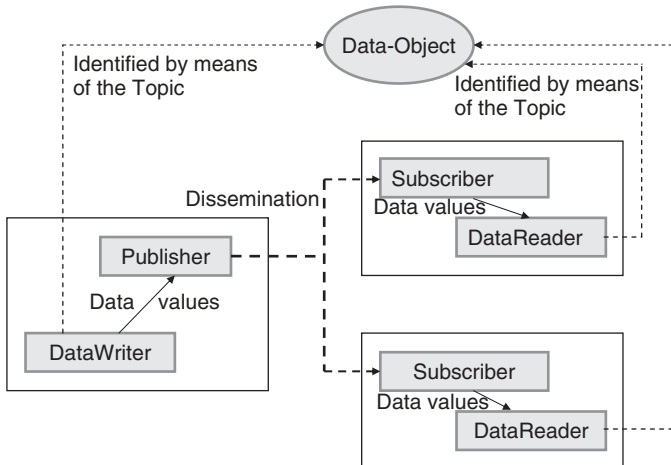 Data-Object
Identified by means
of the Topic
Identified by means
of the Topic
Dissemination
Subscriber
Data values
DataReader
Publisher
Data values
DataWriter
Subscriber
Data values
DataReader